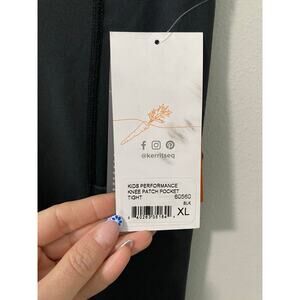 @kerritseq
KIDS PERFORMANCE
KNEE PATCH POCKET
TIGHT 60560
BLK
XL